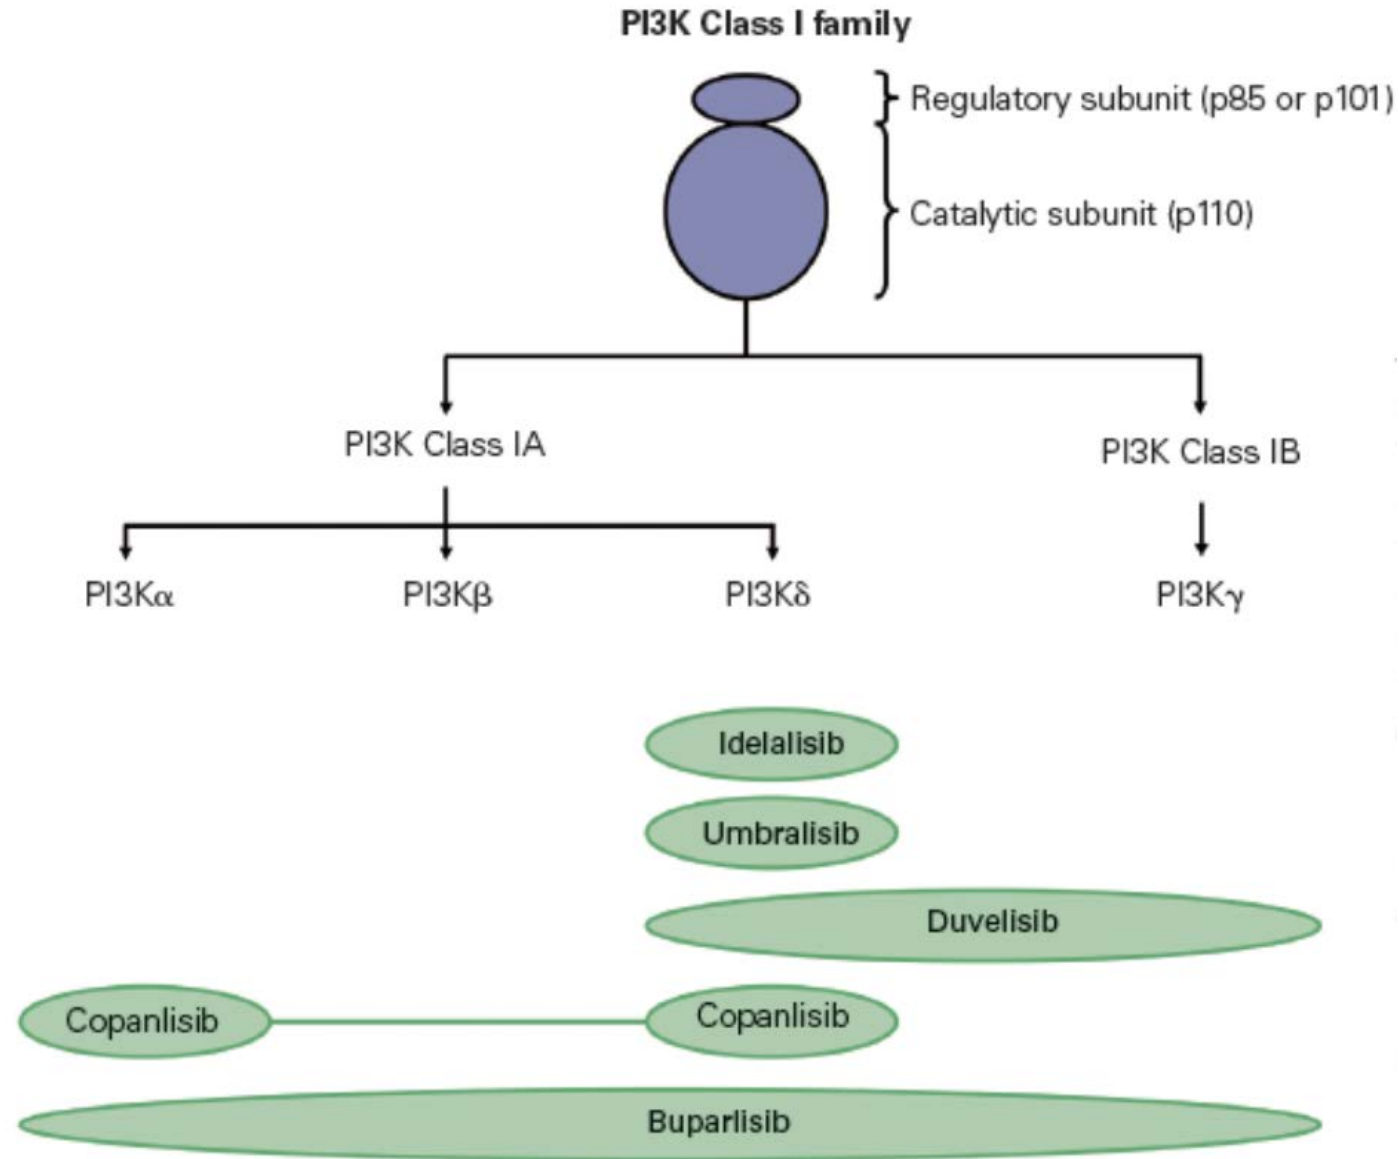 PI3K Class I family
Regulatory subunit (p85 or p101)
Catalytic subunit (p110)
PI3K Class IA
PI3K Class IB
PI3Kα
PI3Kβ
PI3Kδ
PI3Kγ
Idelalisib
Umbralisib
Duvelisib
Copanlisib
Copanlisib
Buparlisib